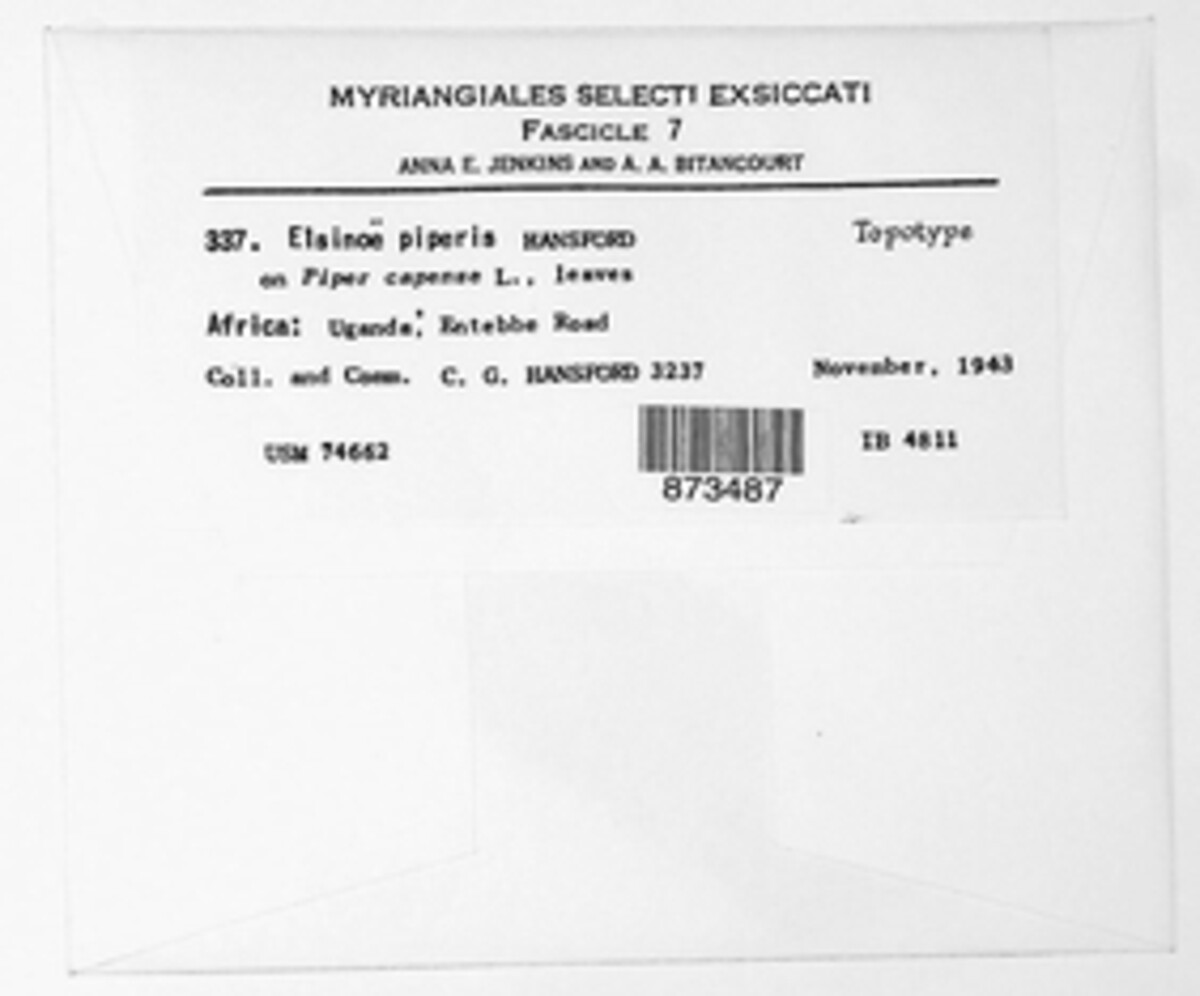 MYRIANGIALES SELECTI EXSICCATI
FASCICLE 7
ANNA E. JENKINS AND A. A. BITANCOURT
337. Elsinoë piperis HANSFORD Topotype
on Piper capense L., leaves
Africa: Uganda: Entebbe Road
Coll. and Comm. C. G. HANSFORD 3237 November, 1943
USM 74662 IB 4811
873487